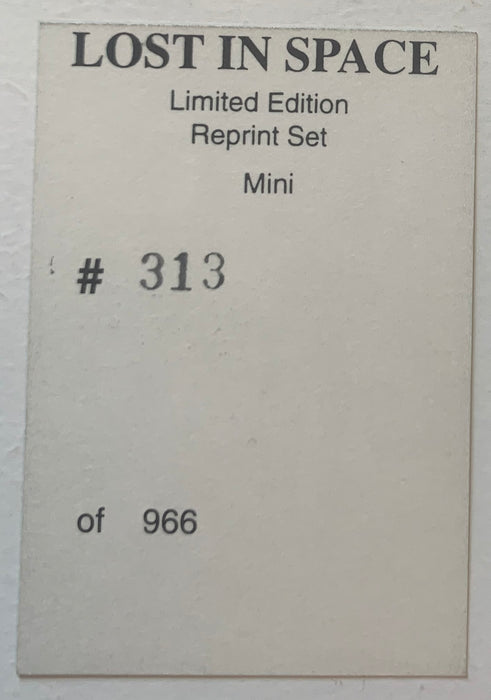 LOST IN SPACE
Limited Edition
Reprint Set
Mini
# 313
of 966